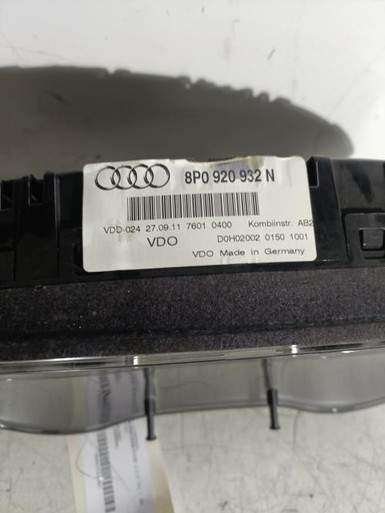 8P0 920 932 N
VDD-024 27.09.11 7601 0400 Kombiinstr. AB2
VDO D0H02002 0150 1001
VDO Made in Germany